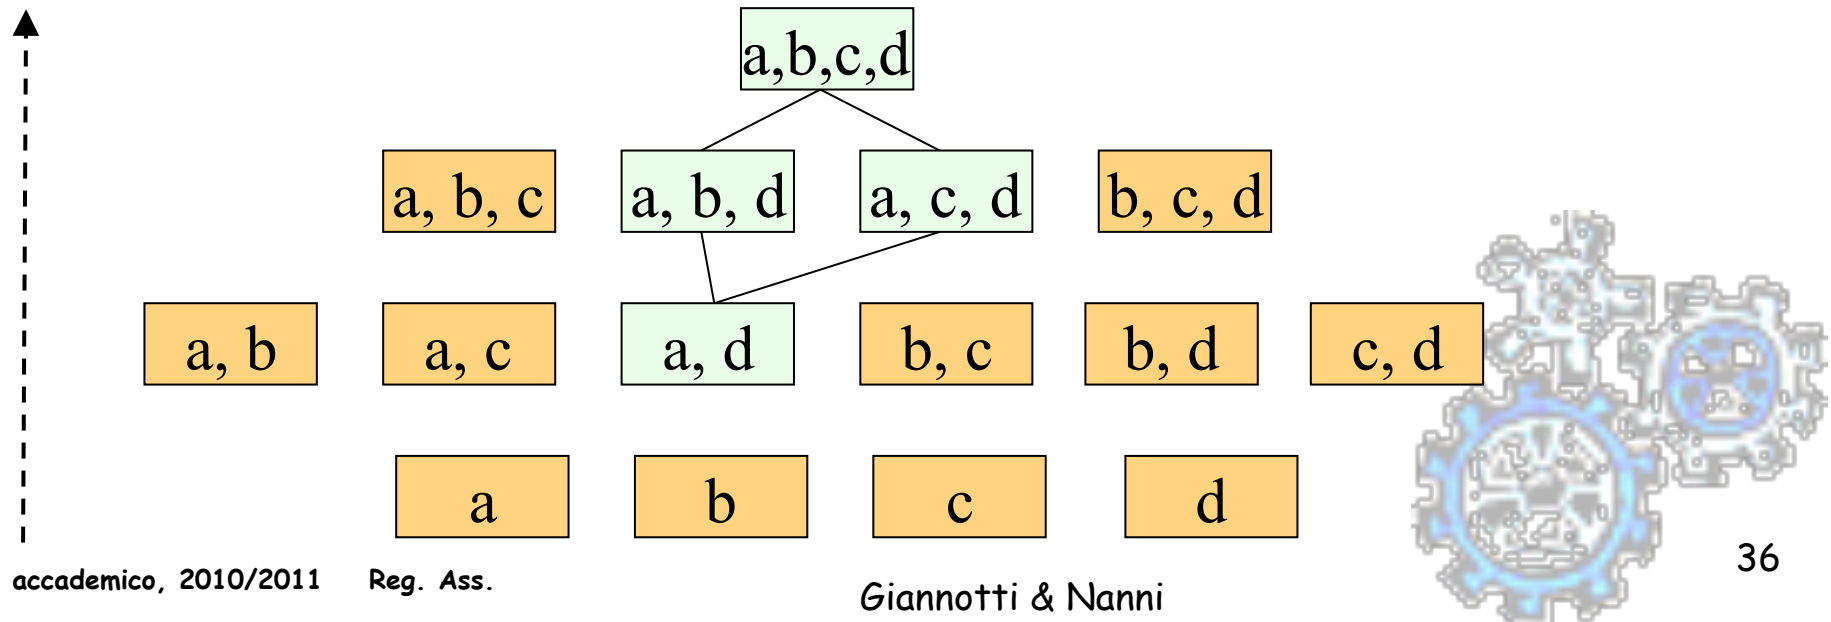 a,b,c,d
a, b, c a, b, d a, c, d b, c, d
a, b a, c a, d b, c b, d c, d
a b c d
accademico, 2010/2011 Reg. Ass. Giannotti & Nanni 36